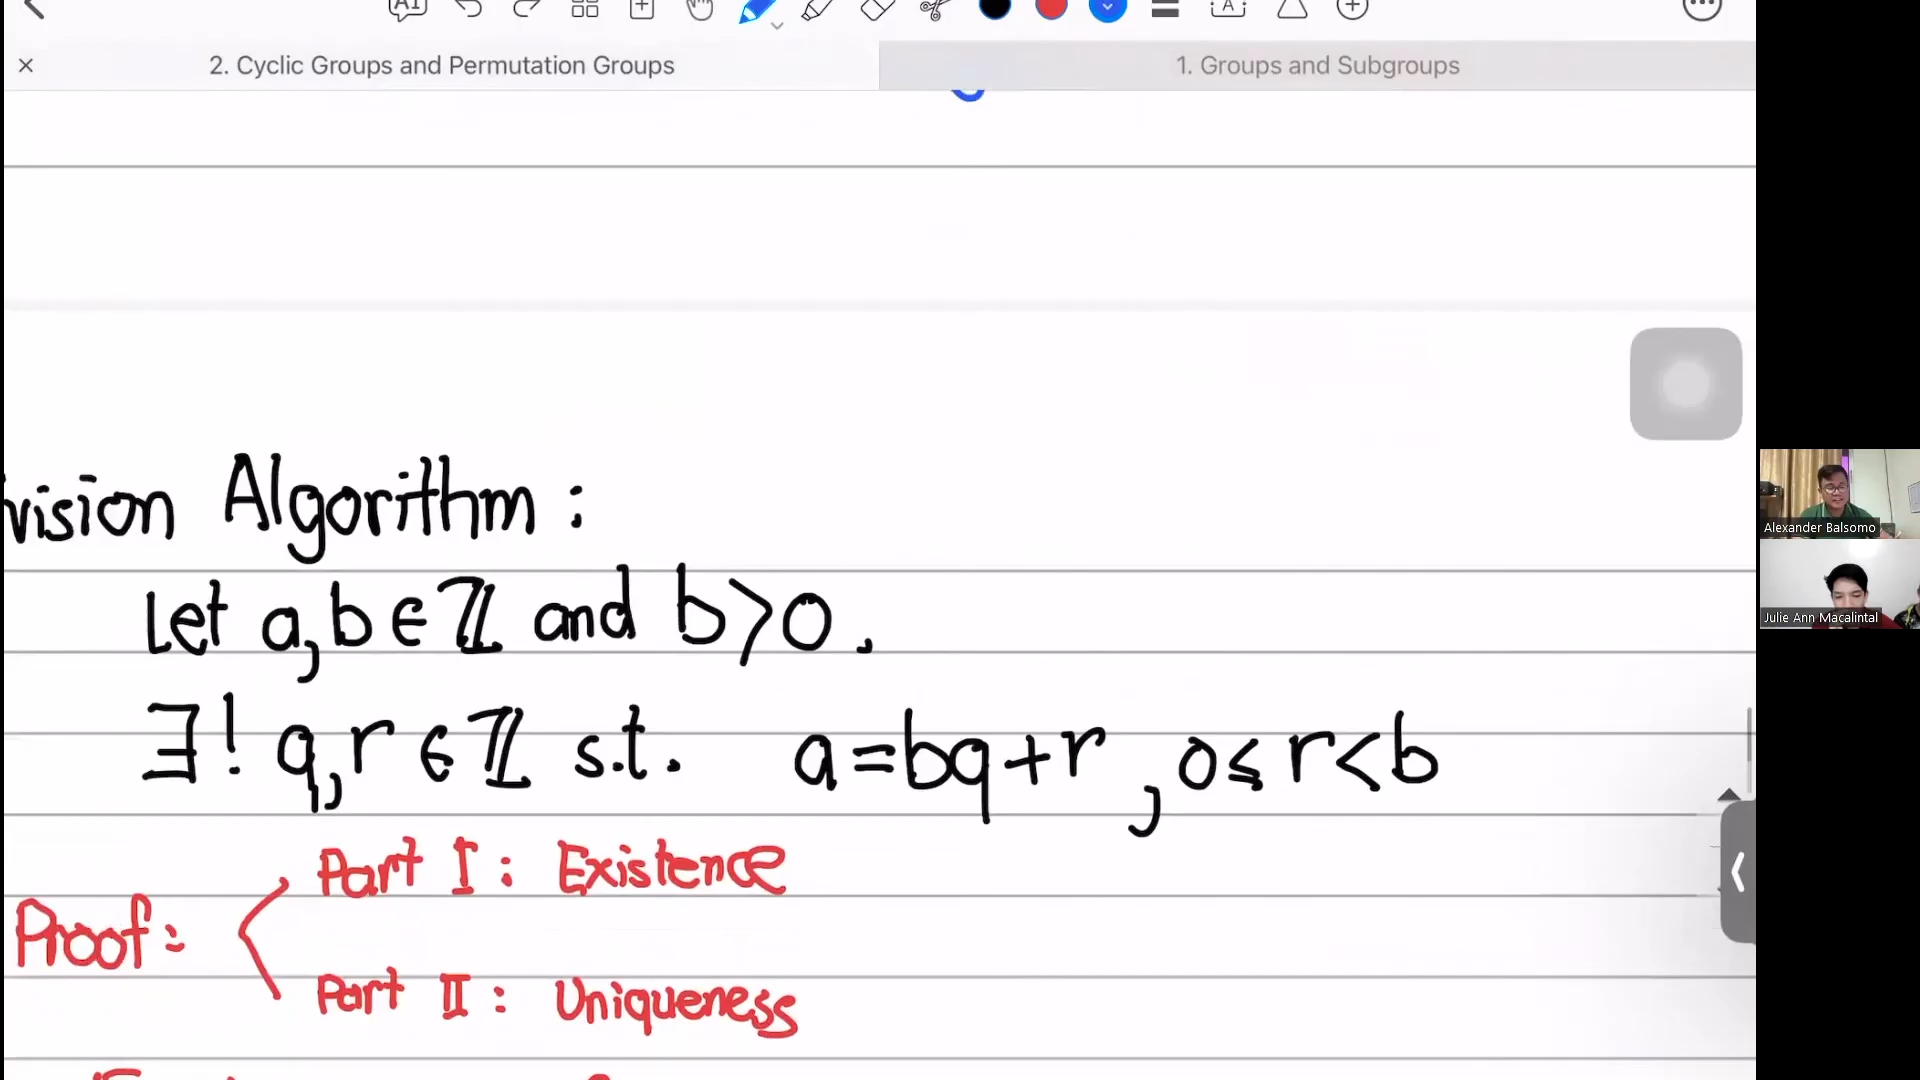 AI
A
2. Cyclic Groups and Permutation Groups
1. Groups and Subgroups
vision Algorithm :
Let a, b ∈ ℤ and b > 0 .
∃! q, r ∈ ℤ s.t. a = bq + r , 0 ≤ r < b
Part I : Existence
Proof :
Part II : Uniqueness
Alexander Balsomo
Julie Ann Macalintal